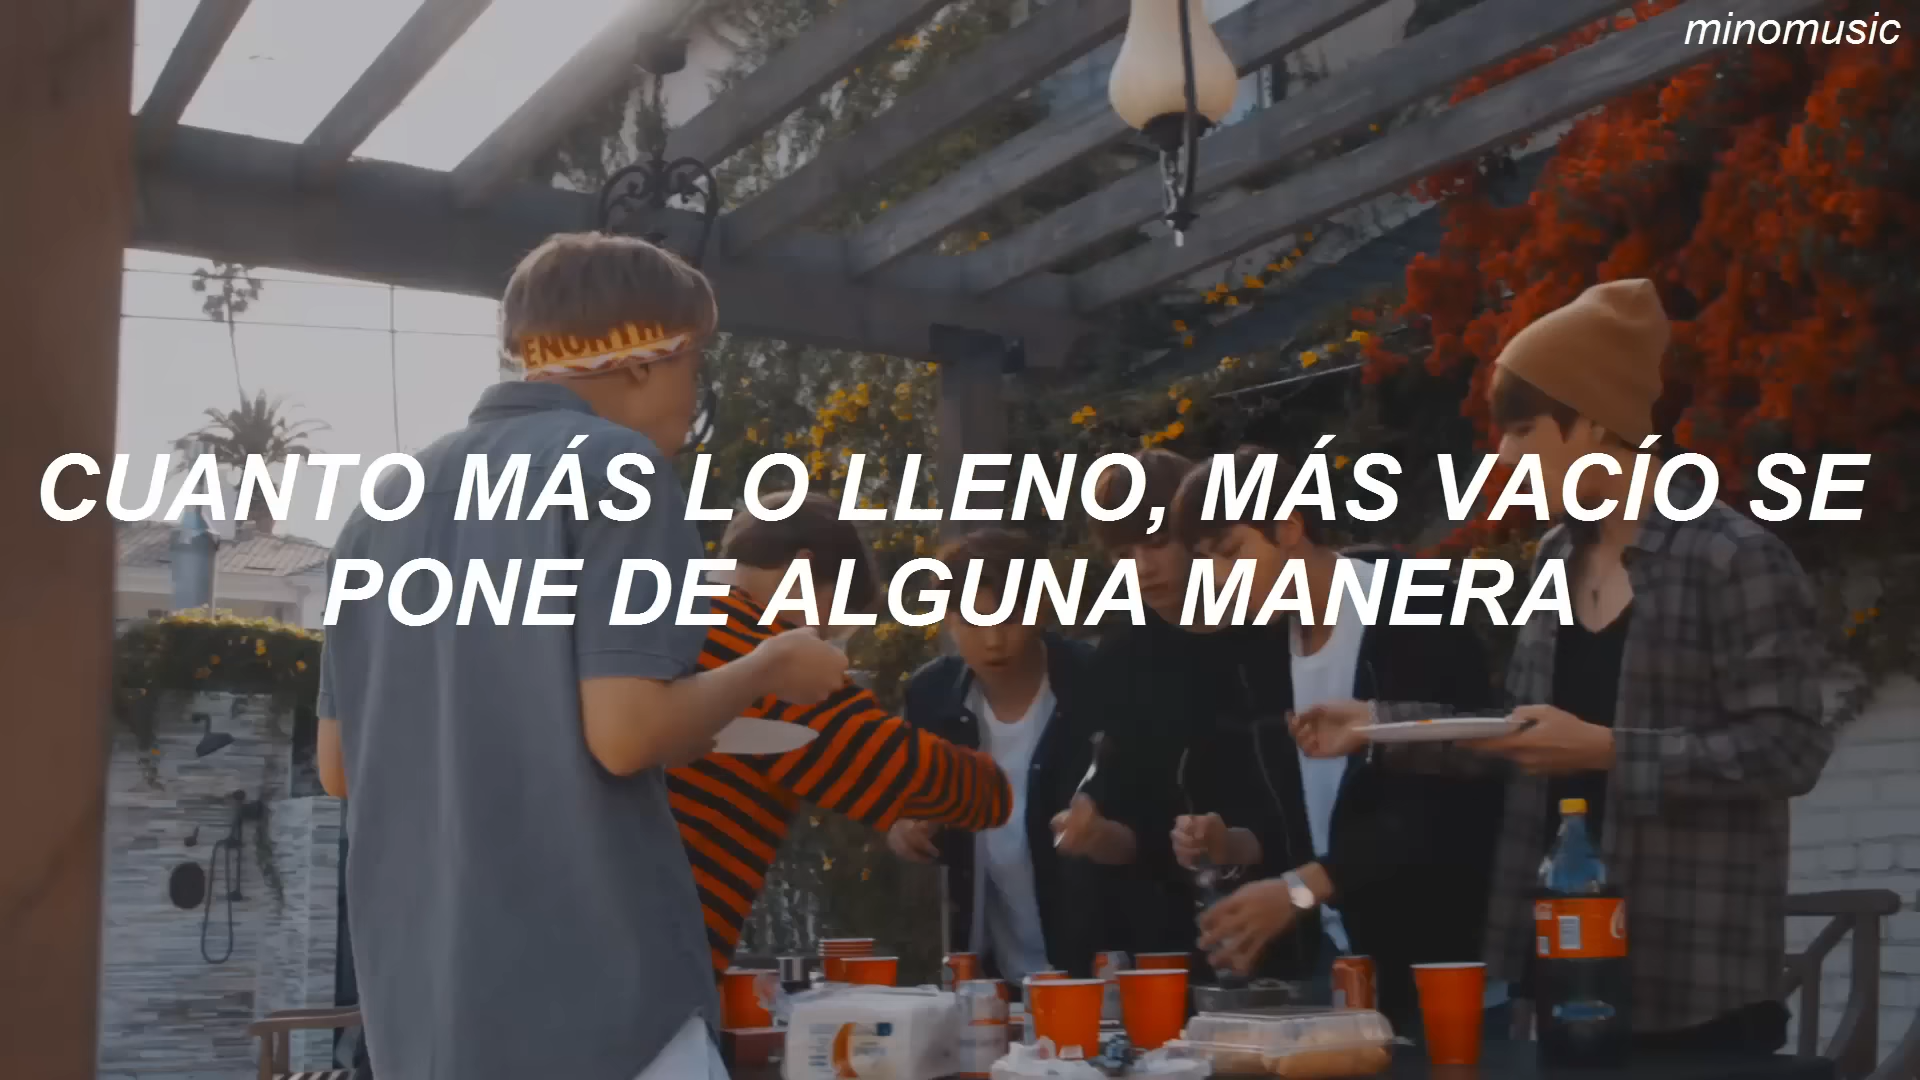 minomusic
CUANTO MÁS LO LLENO, MÁS VACÍO SE
PONE DE ALGUNA MANERA